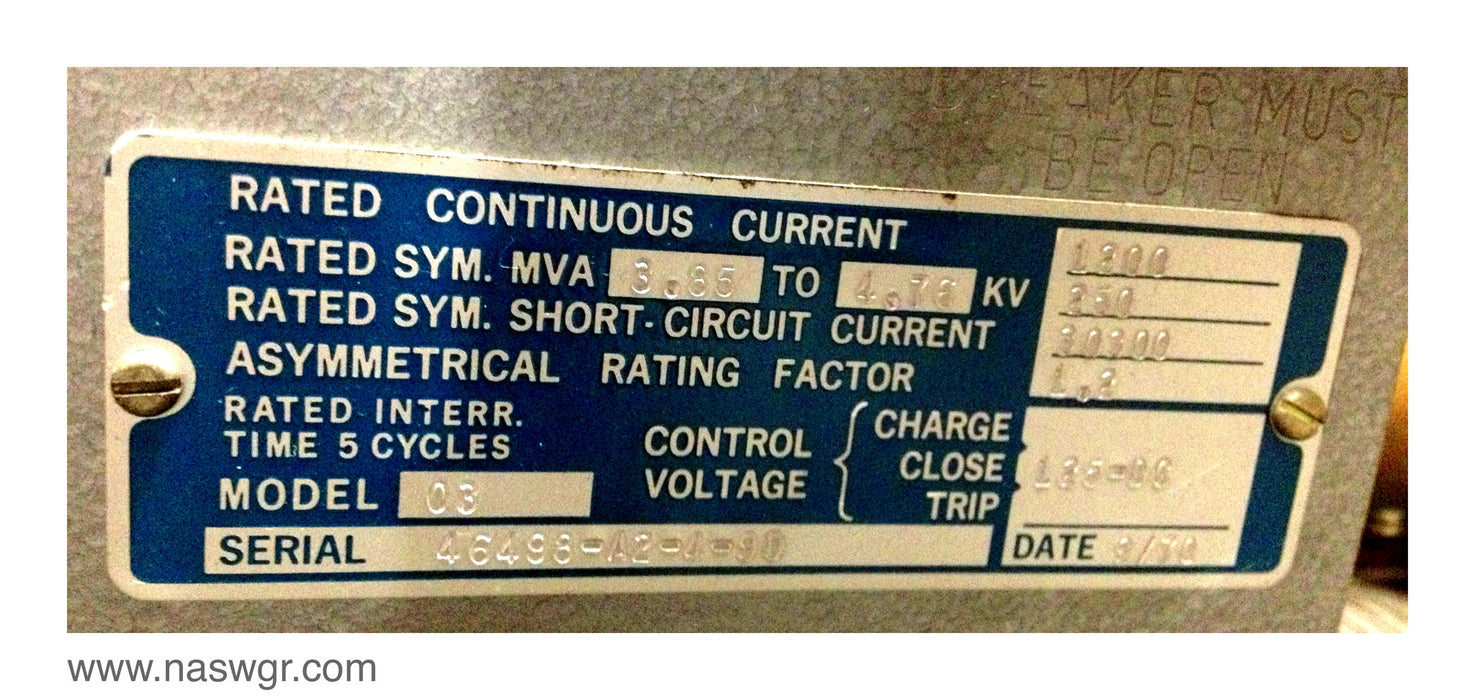 BREAKER MUST
BE OPEN
RATED CONTINUOUS CURRENT 1200
RATED SYM. MVA 3.85 TO 4.76 KV 250
RATED SYM. SHORT-CIRCUIT CURRENT
ASYMMETRICAL RATING FACTOR 1.2
RATED INTERR.
TIME 5 CYCLES
MODEL 03
CONTROL
VOLTAGE
CHARGE
CLOSE 125-DC
TRIP
SERIAL
DATE
www.naswgr.com